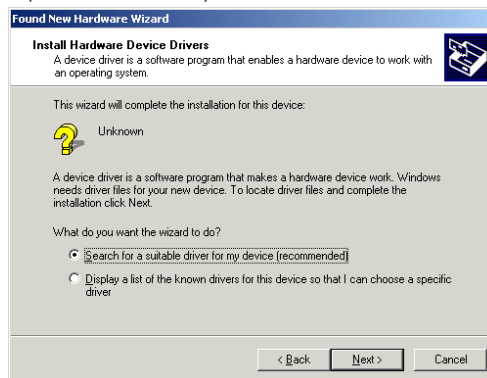 Found New Hardware Wizard
Install Hardware Device Drivers
A device driver is a software program that enables a hardware device to work with
an operating system.
This wizard will complete the installation for this device:
Unknown
A device driver is a software program that makes a hardware device work. Windows
needs driver files for your new device. To locate driver files and complete the
installation click Next.
What do you want the wizard to do?
Search for a suitable driver for my device (recommended)
Display a list of the known drivers for this device so that I can choose a specific
driver
< Back
Next >
Cancel